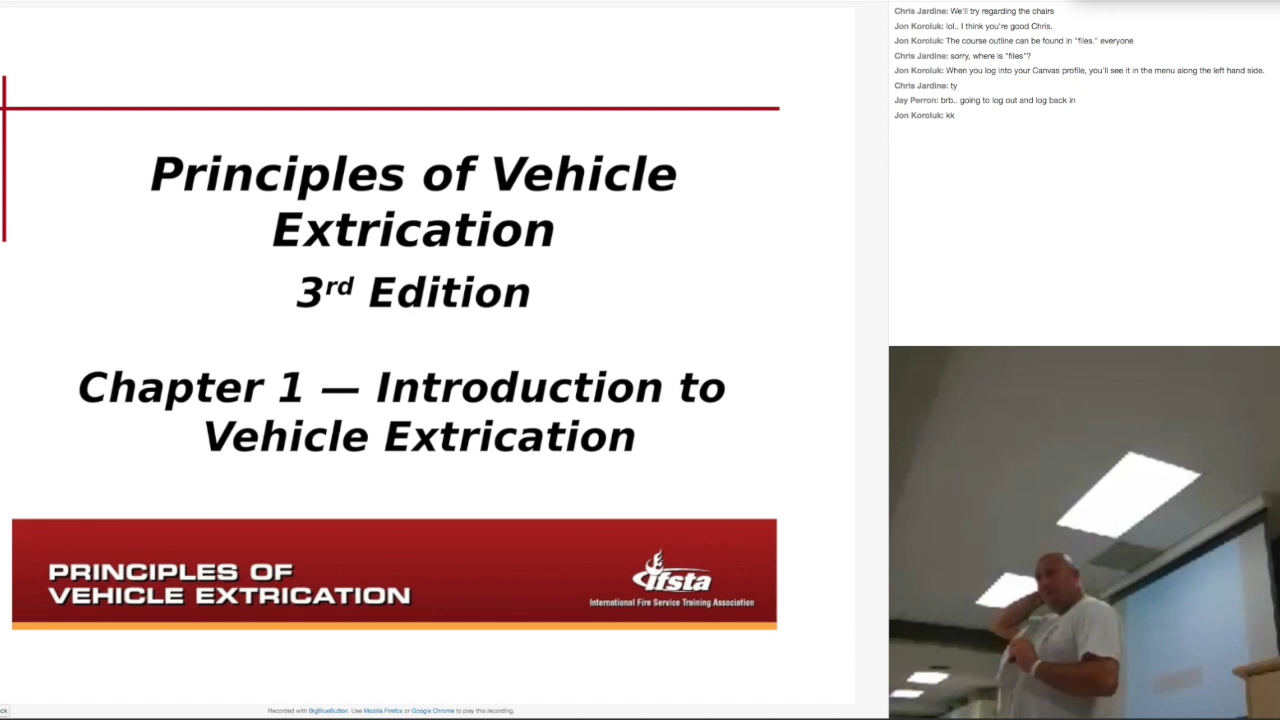 Principles of Vehicle
Extrication
3rd Edition
Chapter 1 — Introduction to
Vehicle Extrication
PRINCIPLES OF
VEHICLE EXTRICATION
ifsta
International Fire Service Training Association
Recorded with BigBlueButton. Use Mozilla Firefox or Google Chrome to play this recording.
Chris Jardine: We'll try regarding the chairs
Jon Koroluk: lol.. I think you're good Chris.
Jon Koroluk: The course outline can be found in "files." everyone
Chris Jardine: sorry, where is "files"?
Jon Koroluk: When you log into your Canvas profile, you'll see it in the menu along the left hand side.
Chris Jardine: ty
Jay Perron: brb.. going to log out and log back in
Jon Koroluk: kk